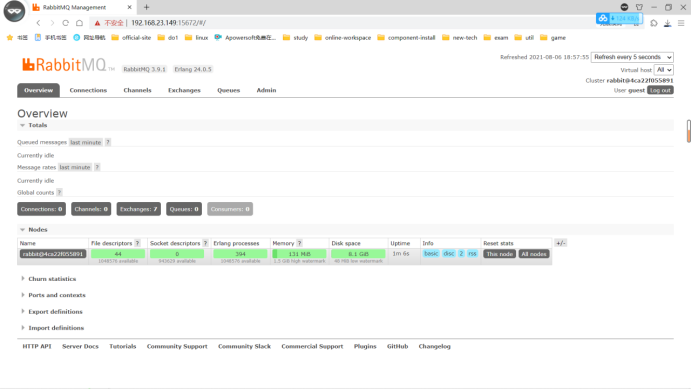 RabbitMQ Management
不安全 | 192.168.23.149:15672/#/
书签 手机书签 网址导航 official-site do1 linux Apowersoft免费在... study online-workspace component-install new-tech exam util game
RabbitMQ TM RabbitMQ 3.9.1 Erlang 24.0.5
Refreshed 2021-08-06 18:57:55 Refresh every 5 seconds
Virtual host All
Cluster rabbit@4ca22f055891
User guest Log out
Overview Connections Channels Exchanges Queues Admin
Overview
Totals
Queued messages last minute ?
Currently idle
Message rates last minute ?
Currently idle
Global counts ?
Connections: 0 Channels: 0 Exchanges: 7 Queues: 0 Consumers: 0
Nodes
Name File descriptors ? Socket descriptors ? Erlang processes Memory ? Disk space Uptime Info Reset stats +/-
rabbit@4ca22f055891 44 0 394 131 MiB 8.1 GiB 1m 6s basic disc 2 rss This node All nodes
1048576 available 943629 available 1048576 available 1.5 GiB high watermark 48 MiB low watermark
Churn statistics
Ports and contexts
Export definitions
Import definitions
HTTP API Server Docs Tutorials Community Support Community Slack Commercial Support Plugins GitHub Changelog